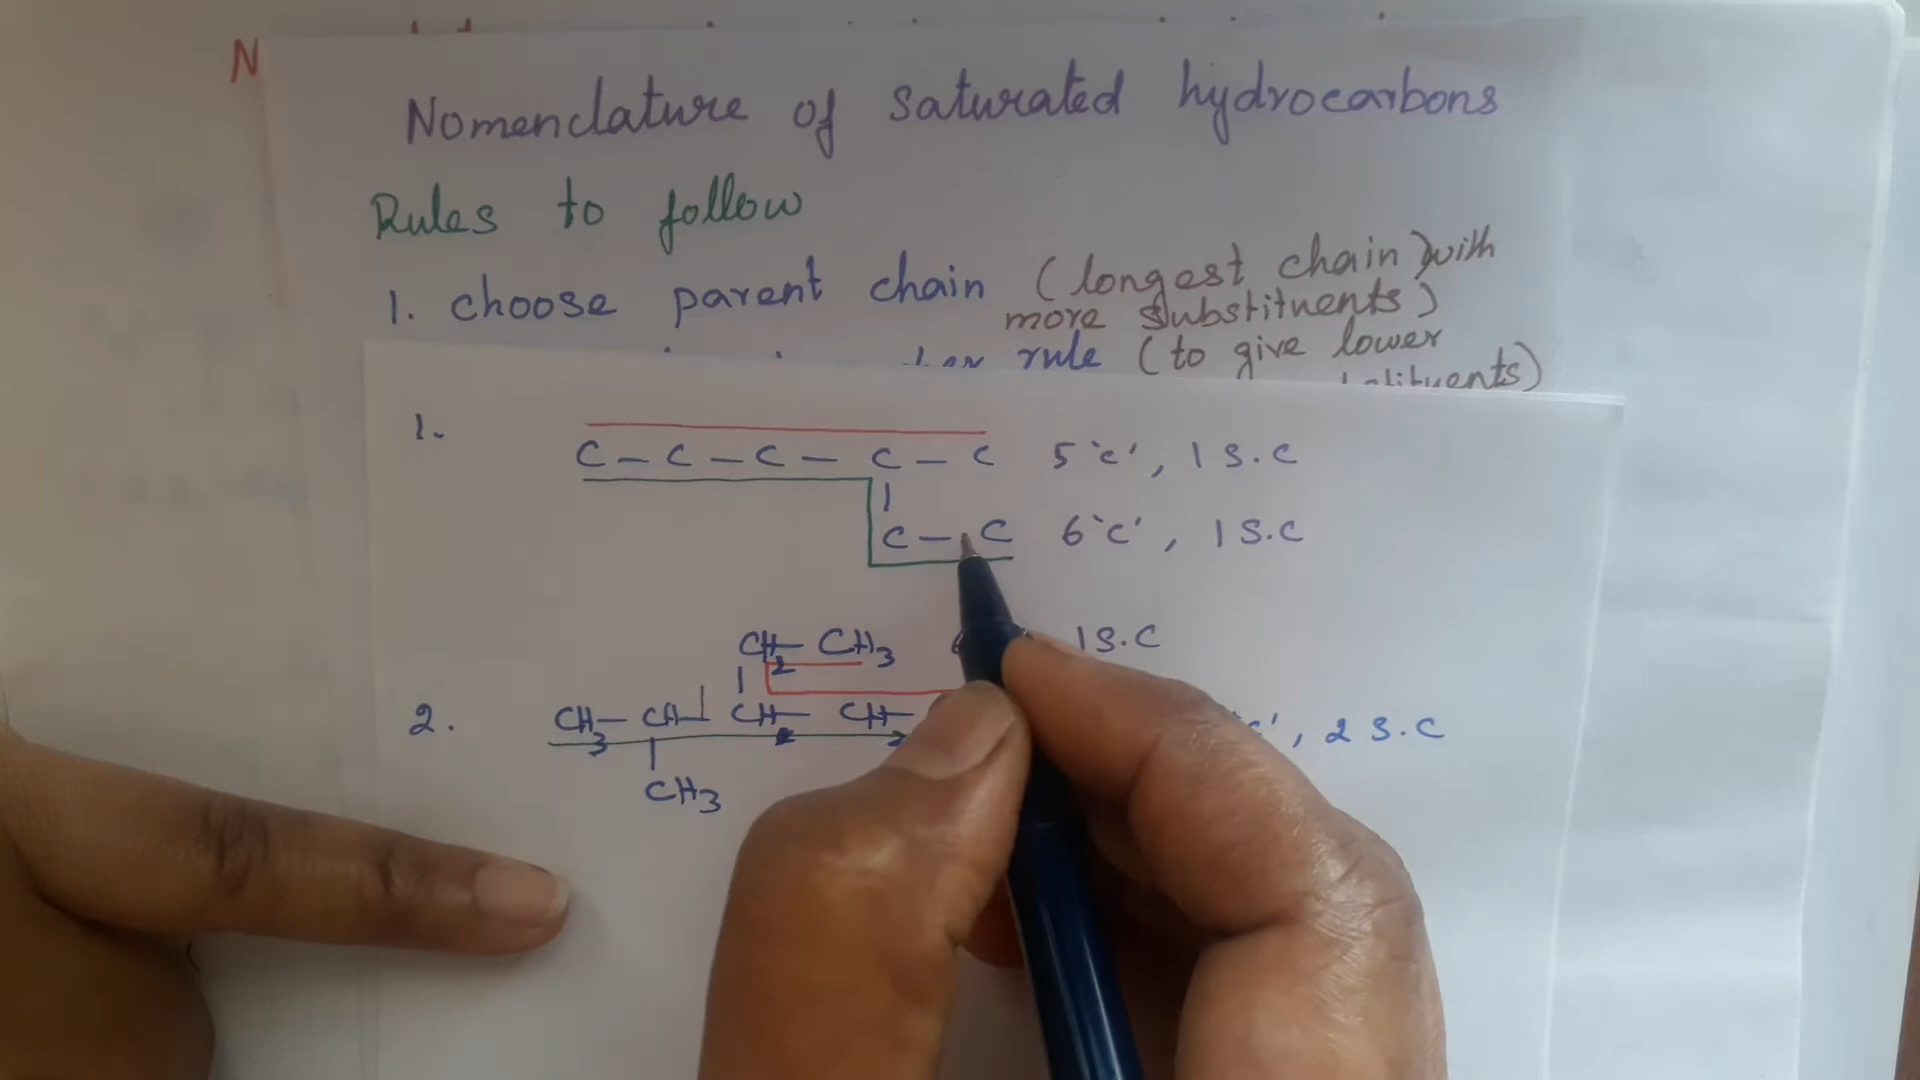 N
Nomenclature of saturated hydrocarbons
Rules to follow
1. choose parent chain (longest chain) with
more substituents)
rule (to give lower
1. C - C - C - C - C 5 'c', 1 S.C
C - C 6 'c', 1 S.C
CH2 - CH3 1 S.C
2. CH3 - CH - CH - CH2 'c', 2 S.C
CH3